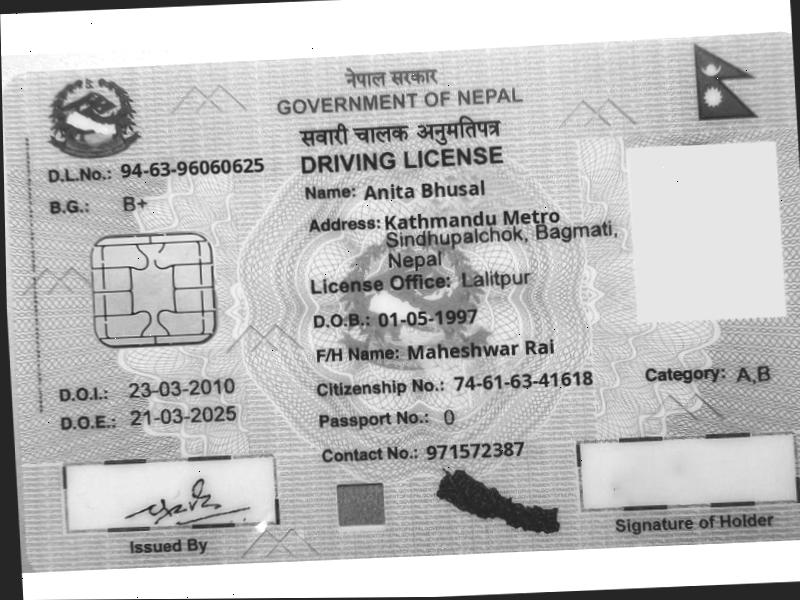 नेपाल सरकार
GOVERNMENT OF NEPAL
सवारी चालक अनुमतिपत्र
DRIVING LICENSE
D.L.No.: 94-63-96060625
B.G.: B+
Name: Anita Bhusal
Address: Kathmandu Metro
Sindhupalchok, Bagmati,
Nepal
License Office: Lalitpur
D.O.B.: 01-05-1997
F/H Name: Maheshwar Rai
Citizenship No.: 74-61-63-41618
Category: A,B
D.O.I.: 23-03-2010
Passport No.: 0
D.O.E.: 21-03-2025
Contact No.: 971572387
Issued By
Signature of Holder